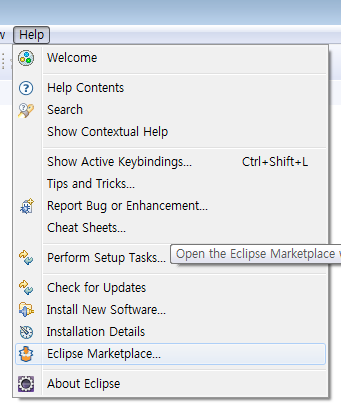 Help
Welcome
Help Contents
Search
Show Contextual Help
Show Active Keybindings... Ctrl+Shift+L
Tips and Tricks...
Report Bug or Enhancement...
Cheat Sheets...
Perform Setup Tasks...
Open the Eclipse Marketplace
Check for Updates
Install New Software...
Installation Details
Eclipse Marketplace...
About Eclipse